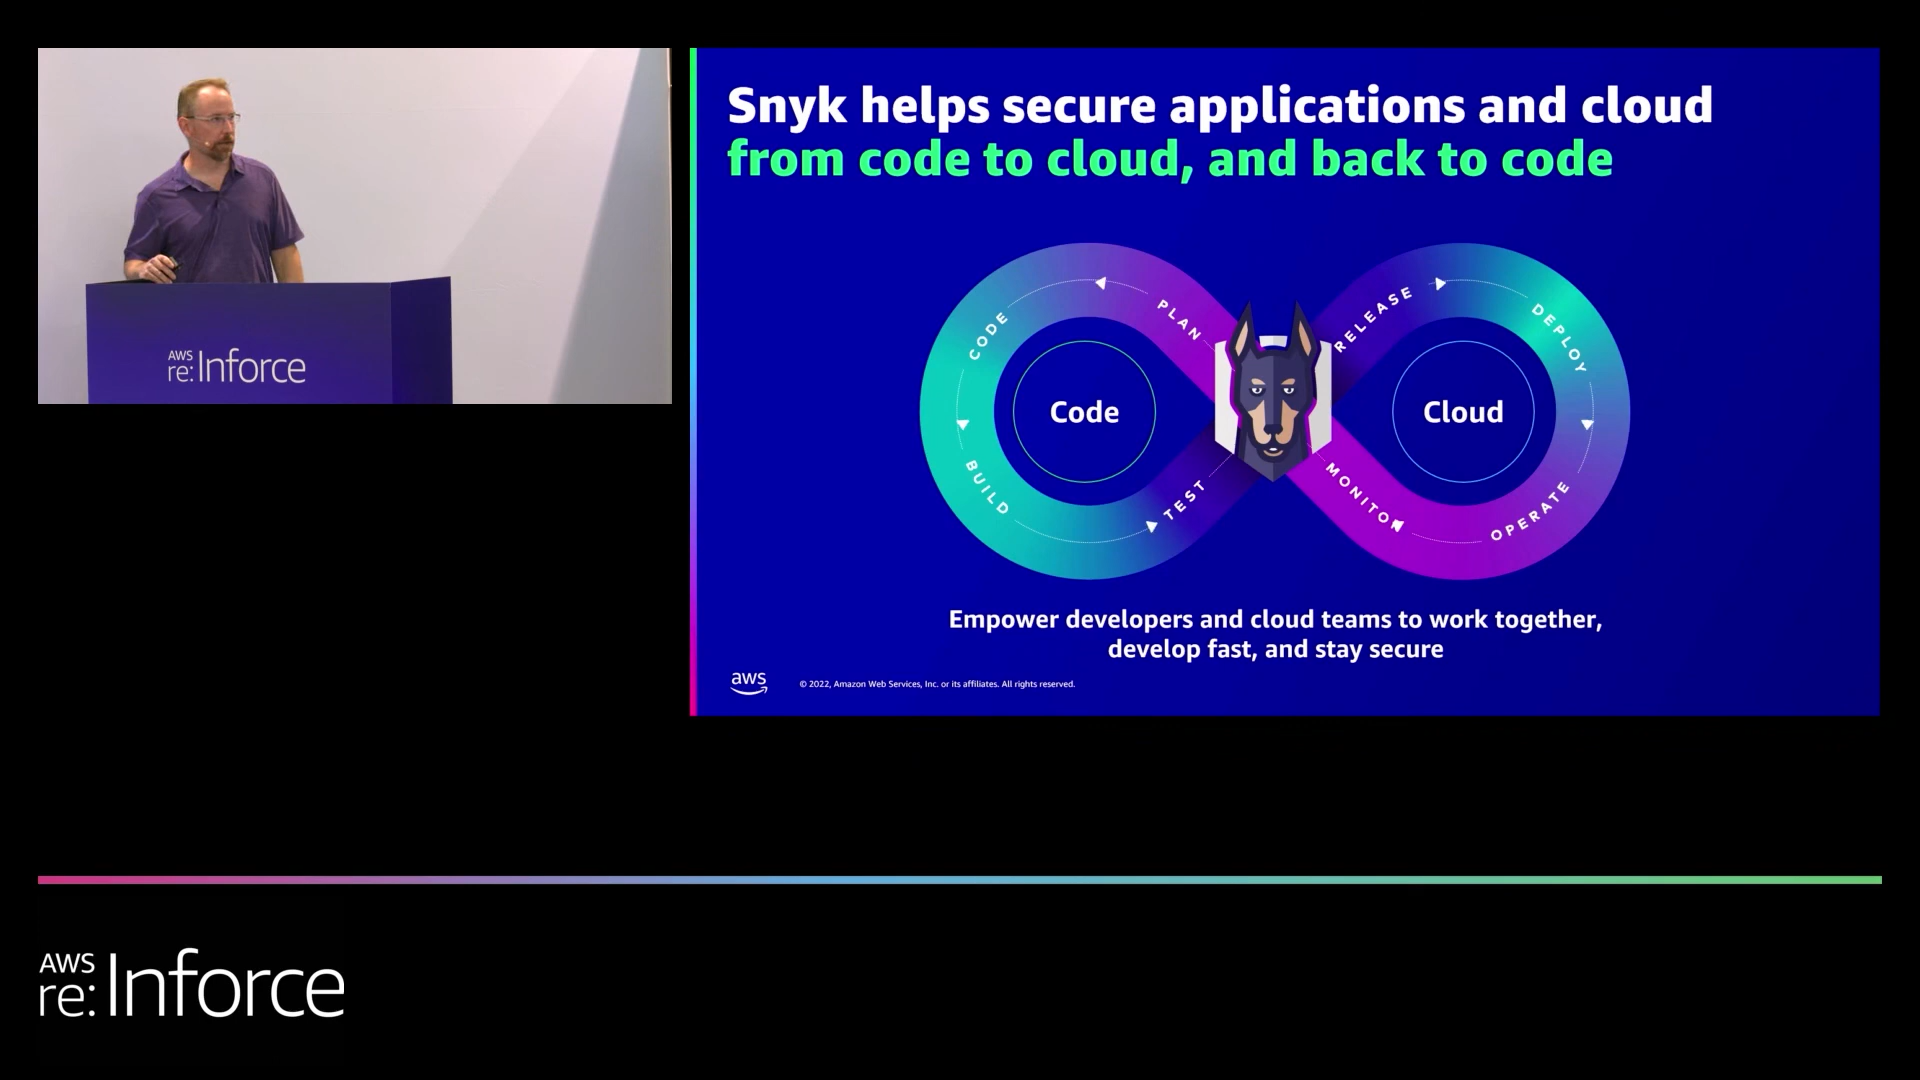 AWS
re: Inforce
Snyk helps secure applications and cloud
from code to cloud, and back to code
PLAN
CODE
BUILD
TEST
RELEASE
DEPLOY
OPERATE
MONITOR
Code
Cloud
Empower developers and cloud teams to work together,
develop fast, and stay secure
aws
© 2022, Amazon Web Services, Inc. or its affiliates. All rights reserved.
AWS
re: Inforce